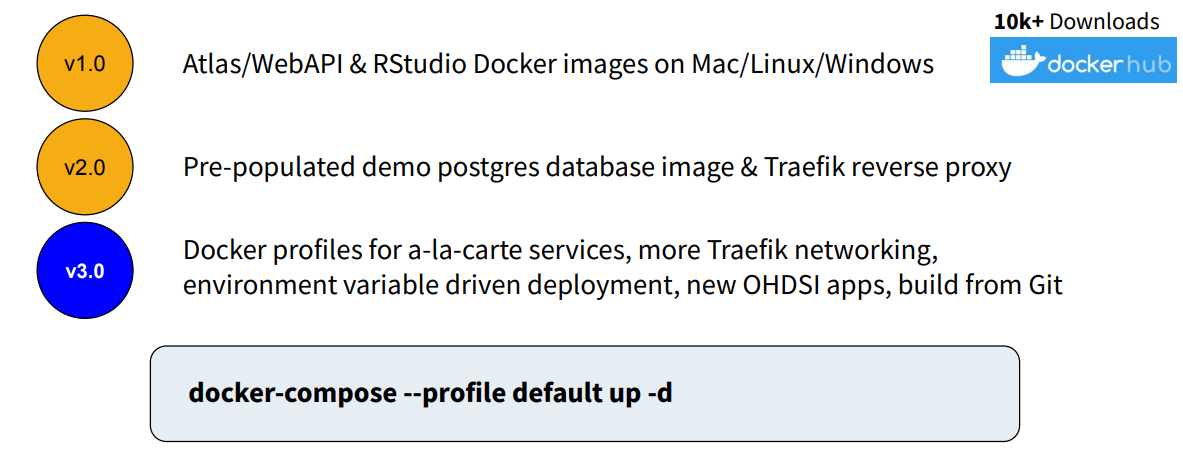 10k+ Downloads
docker hub
v1.0
Atlas/WebAPI & RStudio Docker images on Mac/Linux/Windows
v2.0
Pre-populated demo postgres database image & Traefik reverse proxy
v3.0
Docker profiles for a-la-carte services, more Traefik networking,
environment variable driven deployment, new OHDSI apps, build from Git
docker-compose --profile default up -d